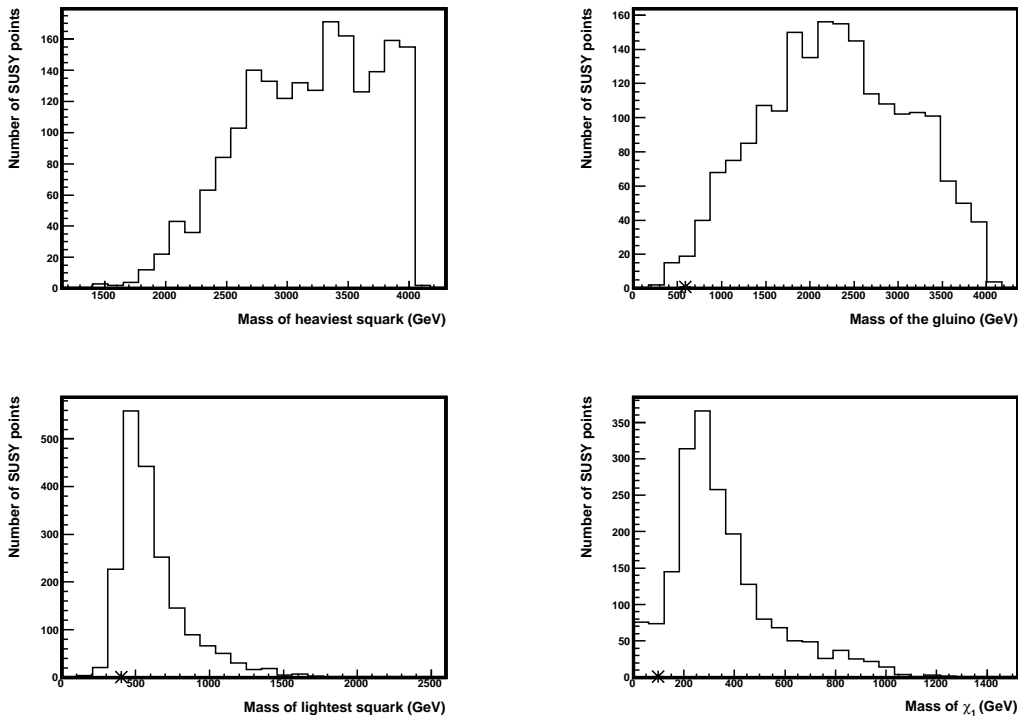 Number of SUSY points
160
140
120
100
80
60
40
20
0
1500 2000 2500 3000 3500 4000
Mass of heaviest squark (GeV)
Number of SUSY points
160
140
120
100
80
60
40
20
0
0 500 1000 1500 2000 2500 3000 3500 4000
Mass of the gluino (GeV)
Number of SUSY points
500
400
300
200
100
0
0 500 1000 1500 2000 2500
Mass of lightest squark (GeV)
Number of SUSY points
350
300
250
200
150
100
50
0
0 200 400 600 800 1000 1200 1400
Mass of χ1 (GeV)